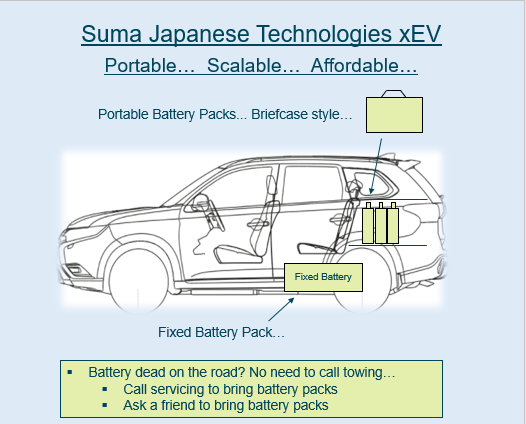 Suma Japanese Technologies xEV
Portable… Scalable… Affordable…
Portable Battery Packs... Briefcase style…
Fixed Battery
Fixed Battery Pack…
▪ Battery dead on the road? No need to call towing…
▪ Call servicing to bring battery packs
▪ Ask a friend to bring battery packs